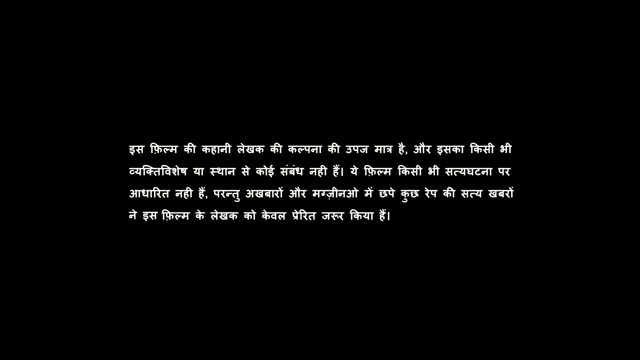 इस फ़िल्म की कहानी लेखक की कल्पना की उपज मात्र है, और इसका किसी भी
व्यक्तिविशेष या स्थान से कोई संबंध नही हैं। ये फ़िल्म किसी भी सत्यघटना पर
आधारित नही हैं, परन्तु अखबारों और मग्ज़ीनओ में छपे कुछ रेप की सत्य खबरों
ने इस फ़िल्म के लेखक को केवल प्रेरित जरूर किया हैं।